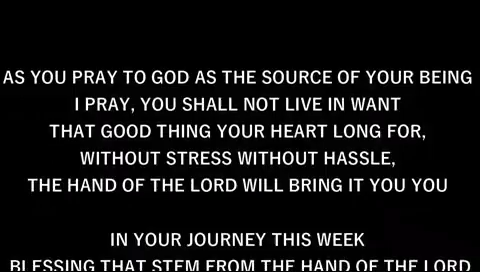 AS YOU PRAY TO GOD AS THE SOURCE OF YOUR BEING
I PRAY, YOU SHALL NOT LIVE IN WANT
THAT GOOD THING YOUR HEART LONG FOR,
WITHOUT STRESS WITHOUT HASSLE,
THE HAND OF THE LORD WILL BRING IT YOU YOU
IN YOUR JOURNEY THIS WEEK
BLESSING THAT STEM FROM THE HAND OF THE LORD